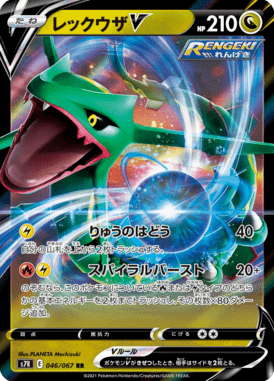 たね
レックウザV
HP 210
RENGEKI
れんげき
りゅうのはどう 40
自分の山札を上から2枚トラッシュする。
スパイラルバースト 20+
のぞむなら、このポケモンについている
かの基本エネルギーを2枚までトラッシュし、その枚数×80ダメー
ジ追加。
弱点 抵抗力 にげる
Vルール
ポケモンVがきぜつしたとき、相手はサイドを2枚とる。
Illus. PLANETA Mochizuki
s7R E 046/067 RR
©2021 Pokémon/Nintendo/Creatures/GAME FREAK.